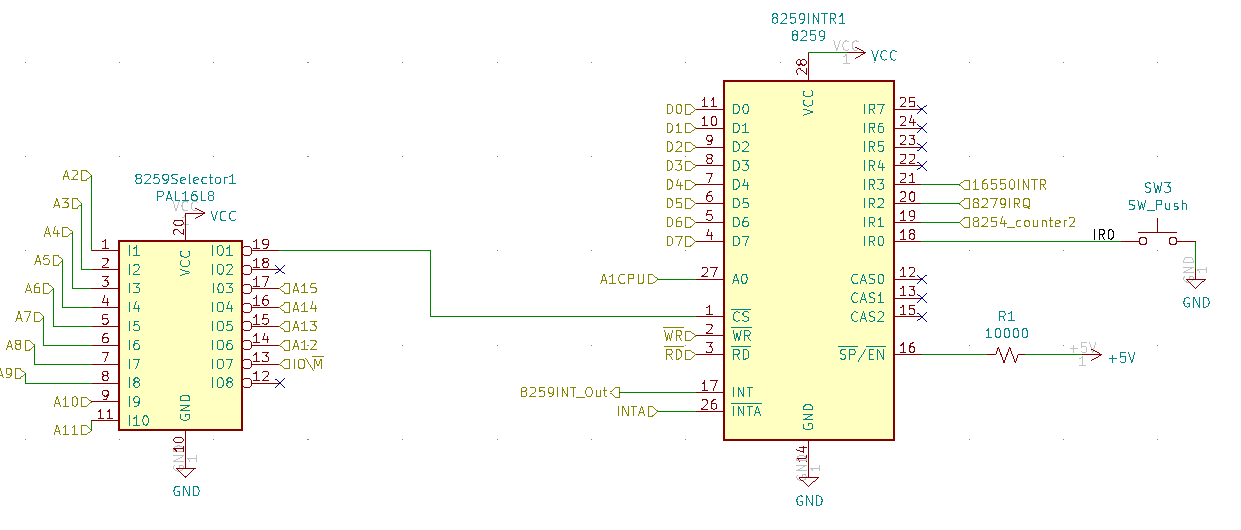 8259INTR1
8259
VCC
1
VCC
28
VCC
D0 11 D0
D1 10 D1
D2 9 D2
D3 8 D3
D4 7 D4
D5 6 D5
D6 5 D6
D7 4 D7
A1CPU 27 A0
1 CS
WR 2 WR
RD 3 RD
8259INT_Out 17 INT
INTA 26 INTA
IR7 25
IR6 24
IR5 23
IR4 22
IR3 21 16550INTR
IR2 20 8279IRQ
IR1 19 8254_counter2
IR0 18 IR0
CAS0 12
CAS1 13
CAS2 15
SP/EN 16
GND
14
GND
1
GND
SW3
SW_Push
GND
1
GND
R1
10000
+5V
1
+5V
8259Selector1
PAL16L8
VCC
VCC
20
VCC
A2 1 I1
A3 2 I2
A4 3 I3
A5 4 I4
A6 5 I5
A7 6 I6
A8 7 I7
A9 8 I8
A10 9 I9
A11 11 I10
IO1 19
IO2 18
IO3 17 A15
IO4 16 A14
IO5 15 A13
IO6 14 A12
IO7 13 IO\M
IO8 12
GND
10
GND
1
GND